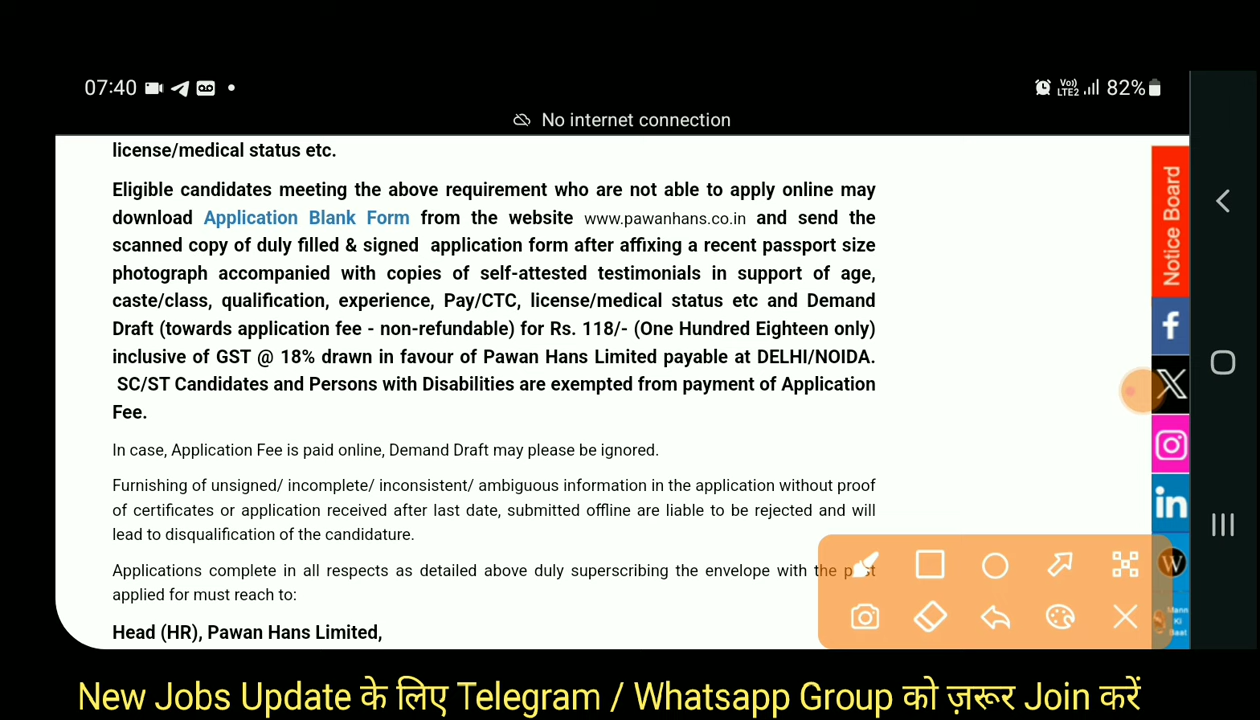 07:40
Vo)) LTE2 82%
No internet connection
license/medical status etc.
Eligible candidates meeting the above requirement who are not able to apply online may
download Application Blank Form from the website www.pawanhans.co.in and send the
scanned copy of duly filled & signed application form after affixing a recent passport size
photograph accompanied with copies of self-attested testimonials in support of age,
caste/class, qualification, experience, Pay/CTC, license/medical status etc and Demand
Draft (towards application fee - non-refundable) for Rs. 118/- (One Hundred Eighteen only)
inclusive of GST @ 18% drawn in favour of Pawan Hans Limited payable at DELHI/NOIDA.
SC/ST Candidates and Persons with Disabilities are exempted from payment of Application
Fee.
In case, Application Fee is paid online, Demand Draft may please be ignored.
Furnishing of unsigned/ incomplete/ inconsistent/ ambiguous information in the application without proof
of certificates or application received after last date, submitted offline are liable to be rejected and will
lead to disqualification of the candidature.
Applications complete in all respects as detailed above duly superscribing the envelope with the post
applied for must reach to:
Head (HR), Pawan Hans Limited,
Notice Board
f
X
in
W
Mann
Ki
Baat
New Jobs Update के लिए Telegram / Whatsapp Group को ज़रूर Join करें